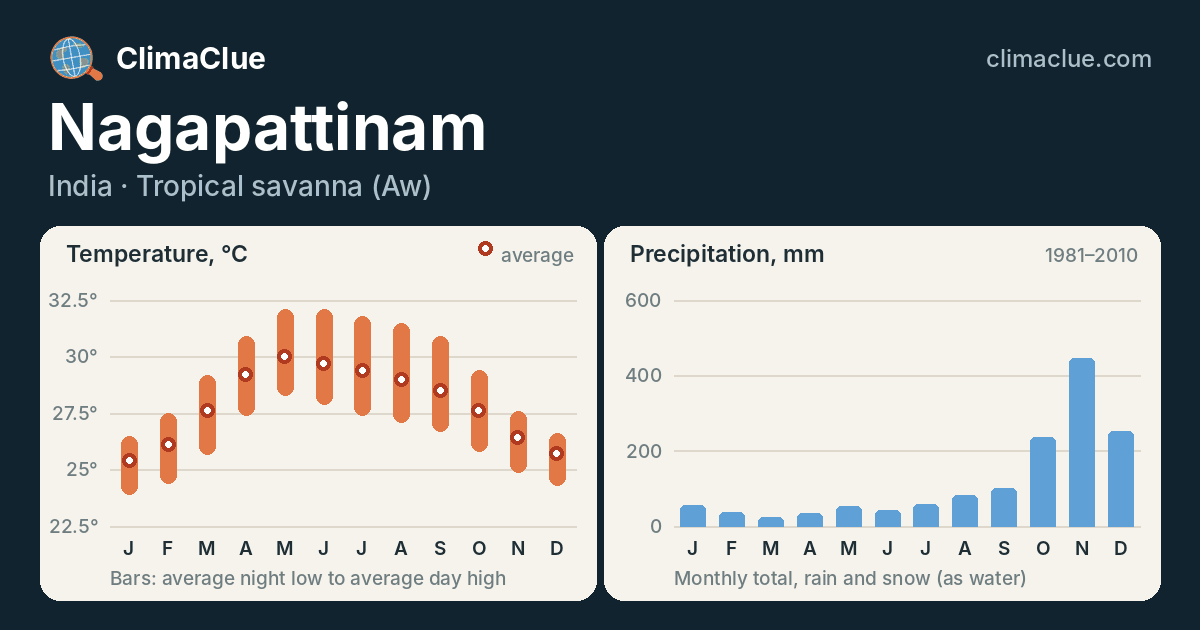 ClimaClue
climaclue.com
Nagapattinam
India · Tropical savanna (Aw)
Temperature, °C
average
32.5°
30°
27.5°
25°
22.5°
J F M A M J J A S O N D
Bars: average night low to average day high
Precipitation, mm
1981–2010
600
400
200
0
J F M A M J J A S O N D
Monthly total, rain and snow (as water)